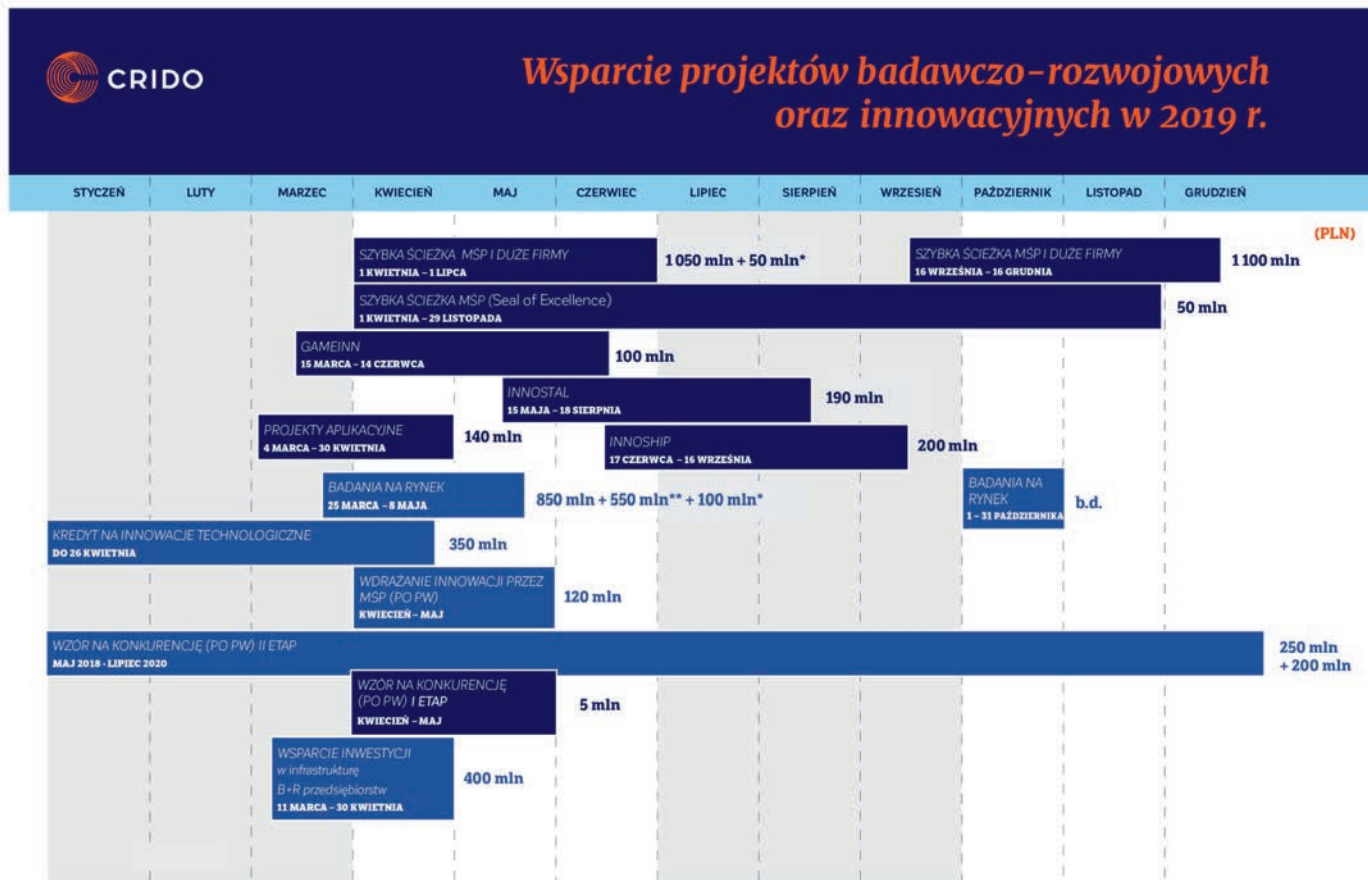 CRIDO
Wsparcie projektów badawczo-rozwojowych
oraz innowacyjnych w 2019 r.
STYCZEŃ LUTY MARZEC KWIECIEŃ MAJ CZERWIEC LIPIEC SIERPIEŃ WRZESIEŃ PAŹDZIERNIK LISTOPAD GRUDZIEŃ
(PLN)
SZYBKA ŚCIEŻKA MŚP I DUŻE FIRMY
1 KWIETNIA – 1 LIPCA
1 050 mln + 50 mln*
SZYBKA ŚCIEŻKA MŚP I DUŻE FIRMY
16 WRZEŚNIA – 16 GRUDNIA
1 100 mln
SZYBKA ŚCIEŻKA MŚP (Seal of Excellence)
1 KWIETNIA – 29 LISTOPADA
50 mln
GAMEINN
15 MARCA – 14 CZERWCA
100 mln
INNOSTAL
15 MAJA – 18 SIERPNIA
190 mln
PROJEKTY APLIKACYJNE
4 MARCA – 30 KWIETNIA
140 mln
INNOSHIP
17 CZERWCA – 16 WRZEŚNIA
200 mln
BADANIA NA RYNEK
25 MARCA – 8 MAJA
850 mln + 550 mln** + 100 mln*
BADANIA NA
RYNEK
1 – 31 PAŹDZIERNIKA
b.d.
KREDYT NA INNOWACJE TECHNOLOGICZNE
DO 26 KWIETNIA
350 mln
WDRAŻANIE INNOWACJI PRZEZ
MŚP (PO PW)
KWIECIEŃ – MAJ
120 mln
WZÓR NA KONKURENCJĘ (PO PW) II ETAP
MAJ 2018 - LIPIEC 2020
250 mln
+ 200 mln
WZÓR NA KONKURENCJĘ
(PO PW) I ETAP
KWIECIEŃ – MAJ
5 mln
WSPARCIE INWESTYCJI
w infrastrukturę
B+R przedsiębiorstw
11 MARCA – 30 KWIETNIA
400 mln